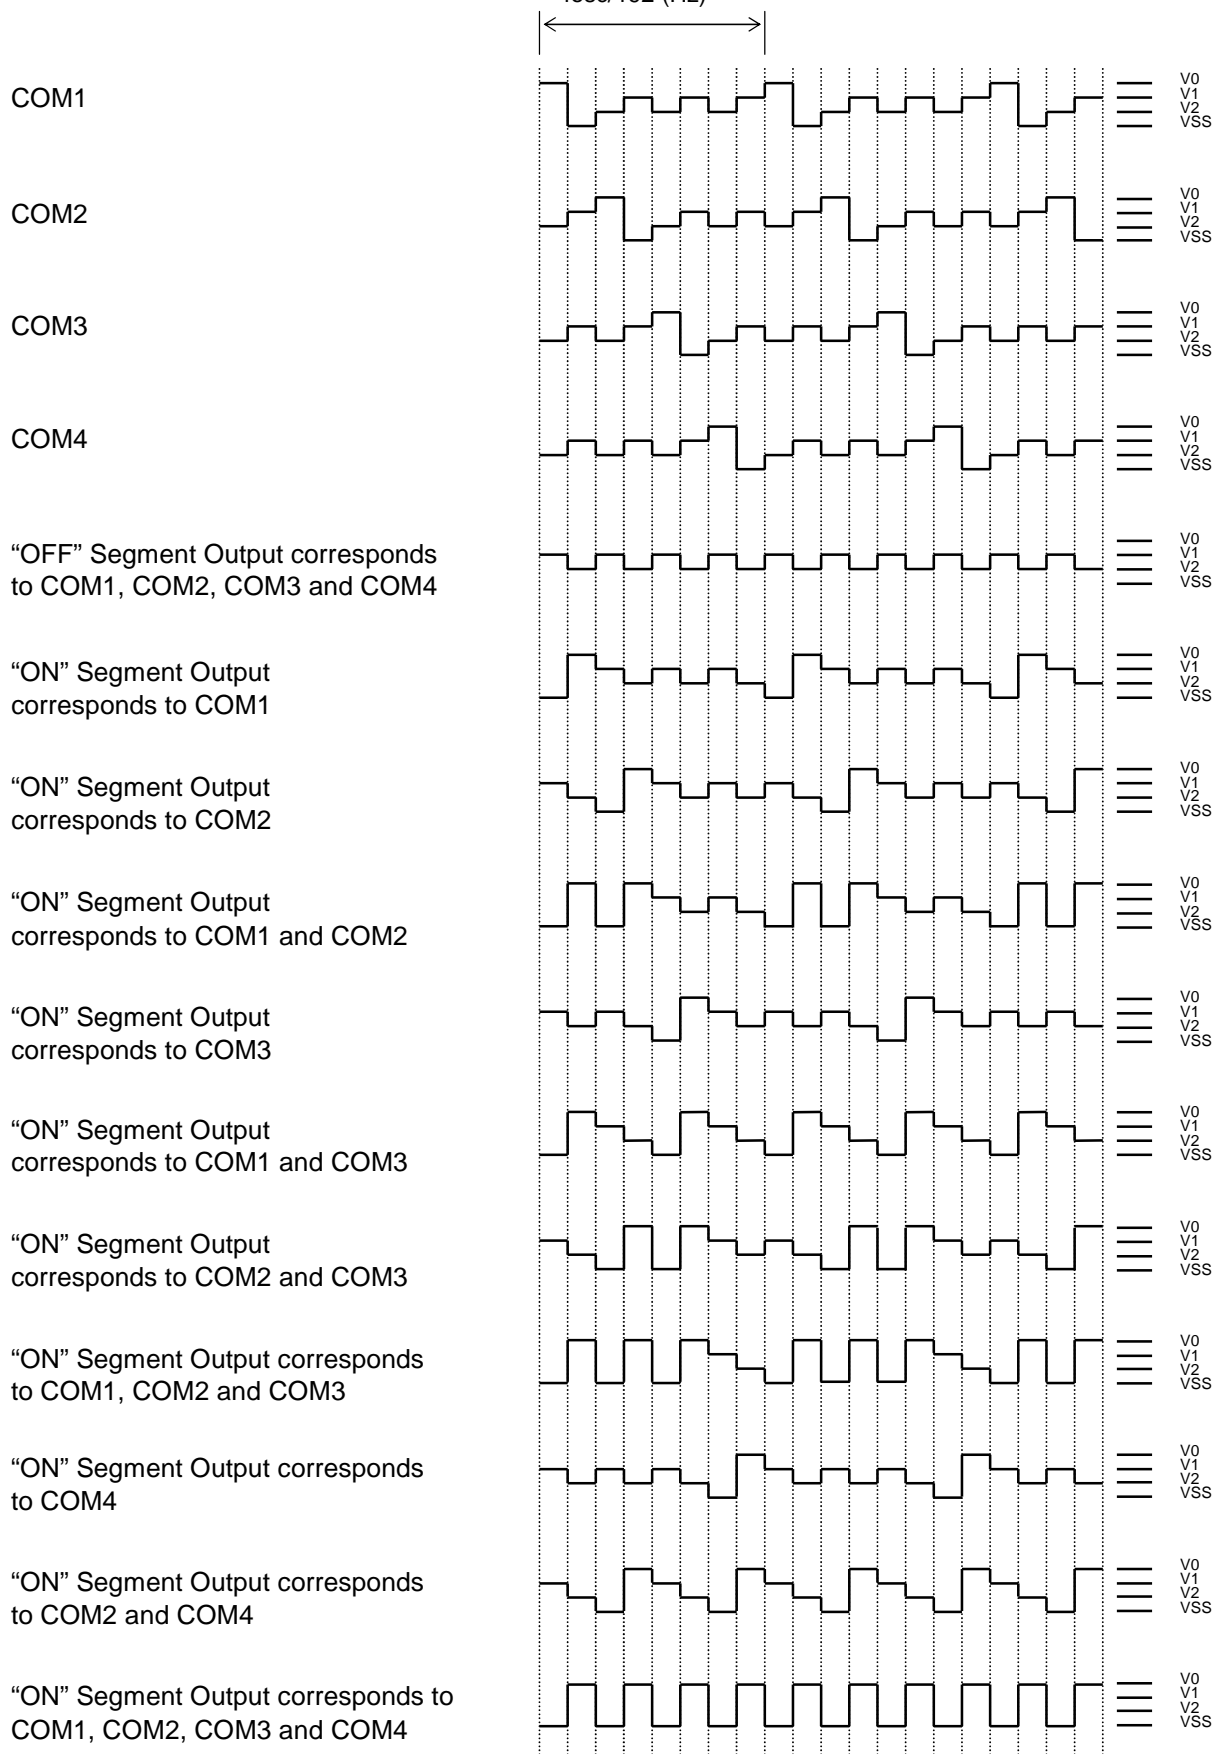 COM1
V0
V1
V2
VSS
COM2
V0
V1
V2
VSS
COM3
V0
V1
V2
VSS
COM4
V0
V1
V2
VSS
“OFF” Segment Output corresponds
to COM1, COM2, COM3 and COM4
V0
V1
V2
VSS
“ON” Segment Output
corresponds to COM1
V0
V1
V2
VSS
“ON” Segment Output
corresponds to COM2
V0
V1
V2
VSS
“ON” Segment Output
corresponds to COM1 and COM2
V0
V1
V2
VSS
“ON” Segment Output
corresponds to COM3
V0
V1
V2
VSS
“ON” Segment Output
corresponds to COM1 and COM3
V0
V1
V2
VSS
“ON” Segment Output
corresponds to COM2 and COM3
V0
V1
V2
VSS
“ON” Segment Output corresponds
to COM1, COM2 and COM3
V0
V1
V2
VSS
“ON” Segment Output corresponds
to COM4
V0
V1
V2
VSS
“ON” Segment Output corresponds
to COM2 and COM4
V0
V1
V2
VSS
“ON” Segment Output corresponds to
COM1, COM2, COM3 and COM4
V0
V1
V2
VSS